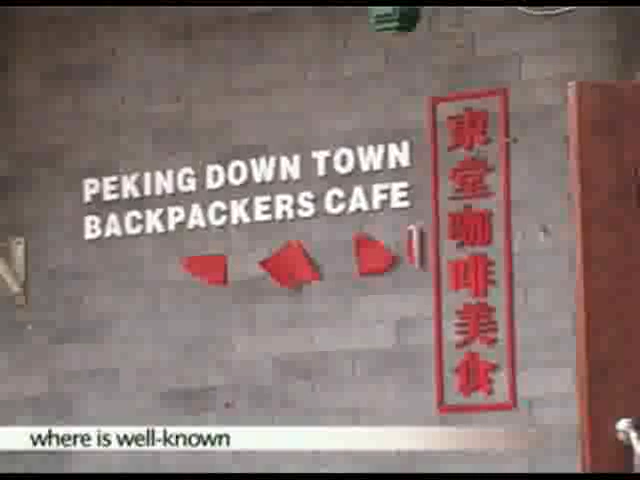 PEKING DOWN TOWN
BACKPACKERS CAFE
東堂咖啡美食
where is well-known